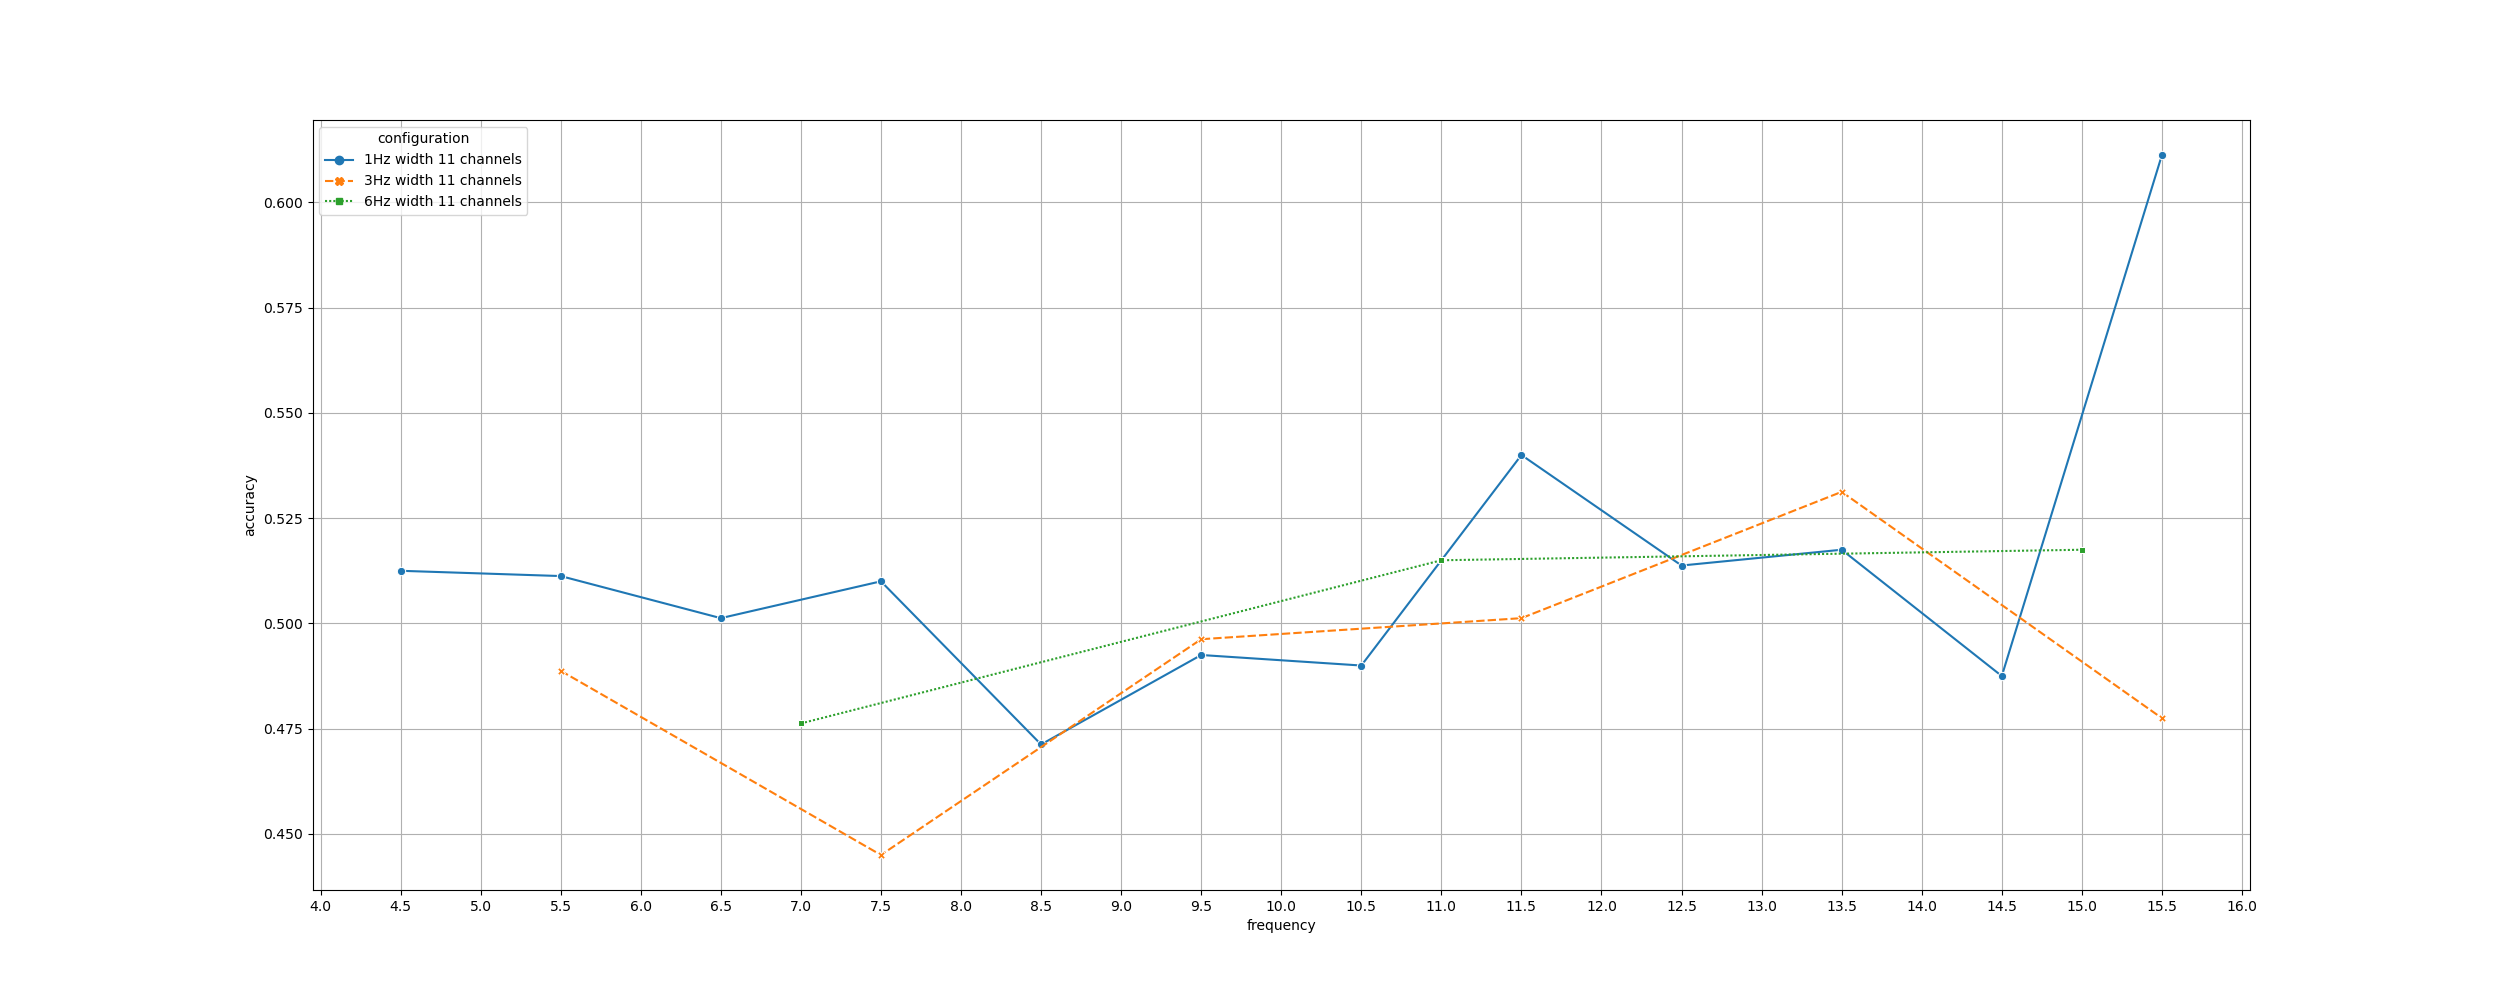 configuration
1Hz width 11 channels
3Hz width 11 channels
6Hz width 11 channels
0.600
0.575
0.550
0.525
0.500
0.475
0.450
accuracy
4.0 4.5 5.0 5.5 6.0 6.5 7.0 7.5 8.0 8.5 9.0 9.5 10.0 10.5 11.0 11.5 12.0 12.5 13.0 13.5 14.0 14.5 15.0 15.5 16.0
frequency